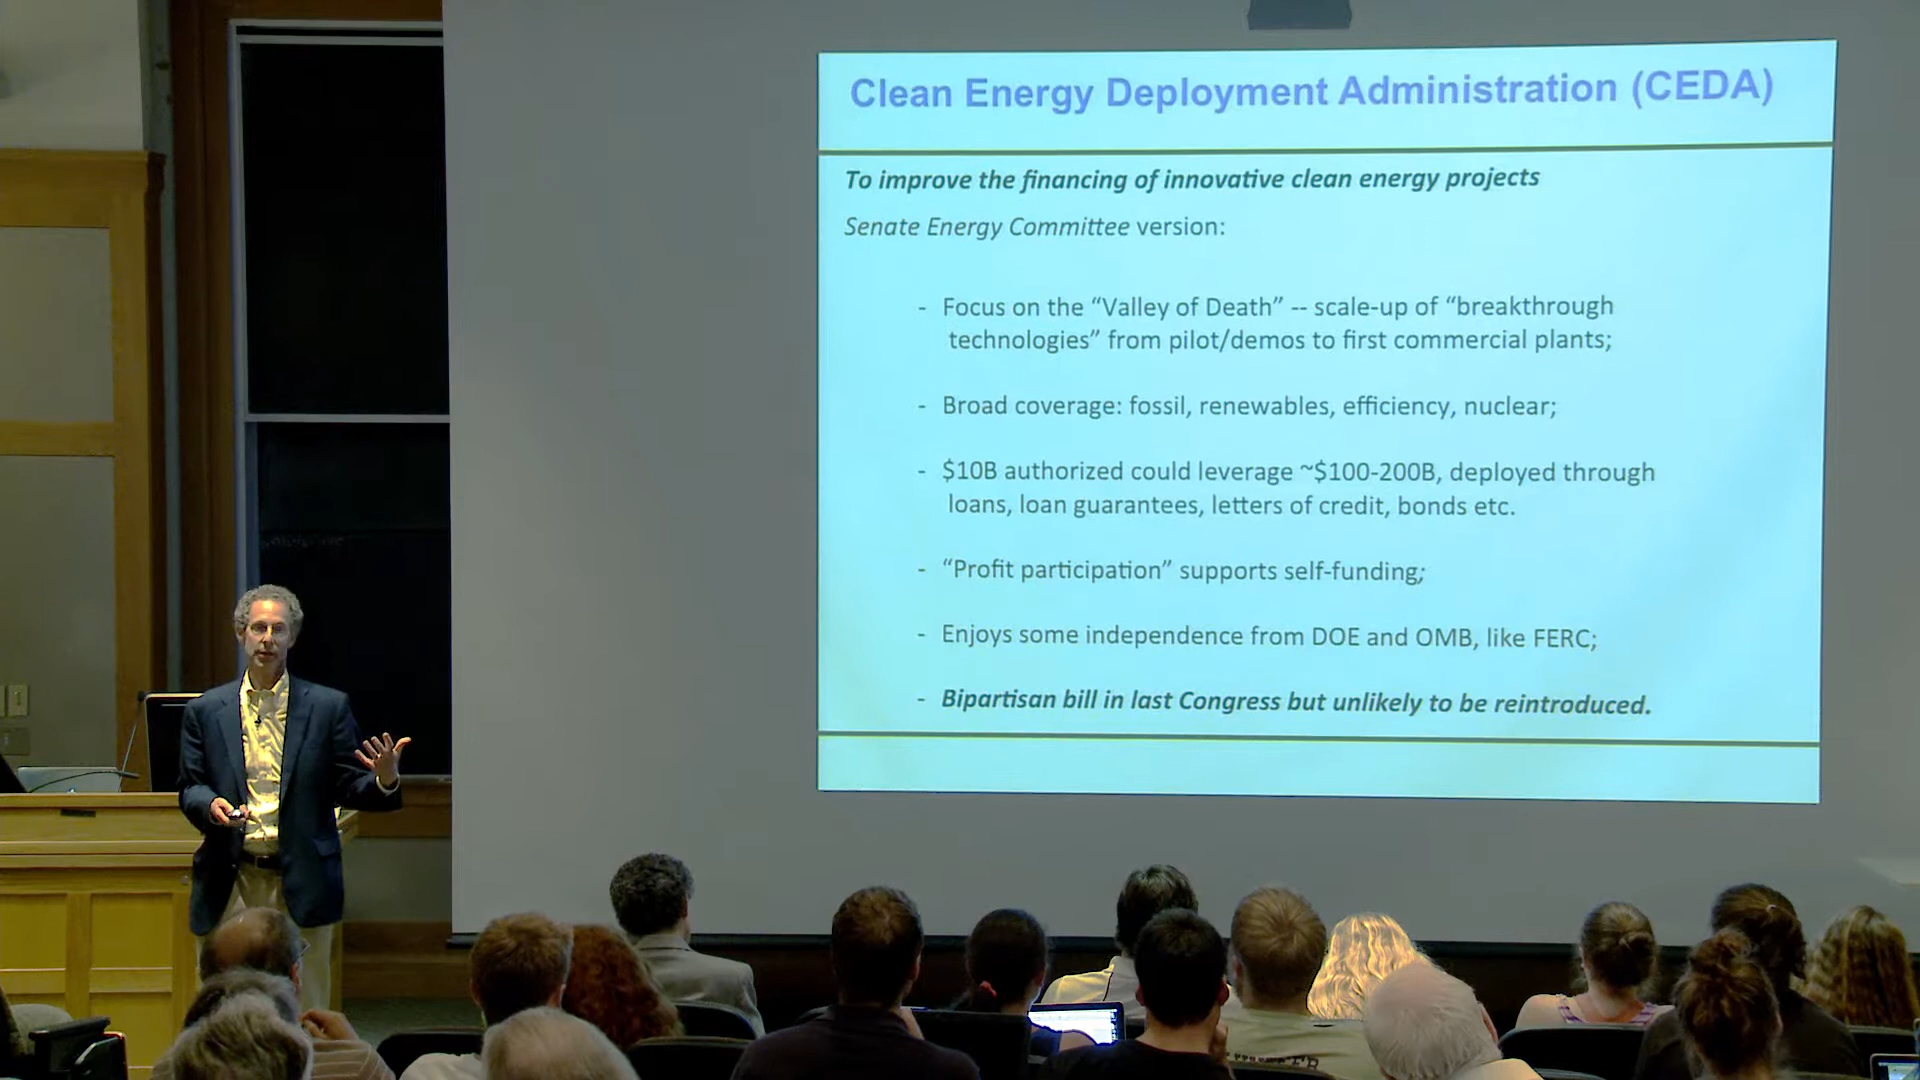 Clean Energy Deployment Administration (CEDA)
To improve the financing of innovative clean energy projects
Senate Energy Committee version:
- Focus on the “Valley of Death” -- scale-up of “breakthrough
technologies” from pilot/demos to first commercial plants;
- Broad coverage: fossil, renewables, efficiency, nuclear;
- $10B authorized could leverage ~$100-200B, deployed through
loans, loan guarantees, letters of credit, bonds etc.
- “Profit participation” supports self-funding;
- Enjoys some independence from DOE and OMB, like FERC;
- Bipartisan bill in last Congress but unlikely to be reintroduced.